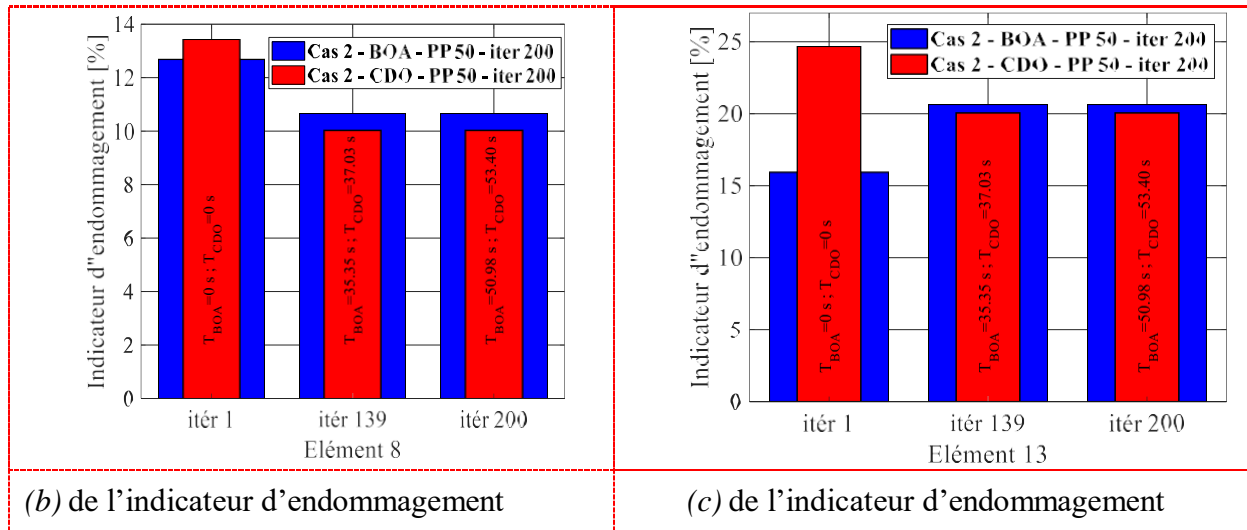 Indicateur d"endommagement [%]
14
12
10
8
6
4
2
0
Cas 2 - BOA - PP 50 - iter 200
Cas 2 - CDO - PP 50 - iter 200
T_BOA=0 s ; T_CDO=0 s
T_BOA=35.35 s ; T_CDO=37.03 s
T_BOA=50.98 s ; T_CDO=53.40 s
itér 1 itér 139 itér 200
Elément 8
Indicateur d"endommagement [%]
25
20
15
10
5
0
Cas 2 - BOA - PP 50 - iter 200
Cas 2 - CDO - PP 50 - iter 200
T_BOA=0 s ; T_CDO=0 s
T_BOA=35.35 s ; T_CDO=37.03 s
T_BOA=50.98 s ; T_CDO=53.40 s
itér 1 itér 139 itér 200
Elément 13
(b) de l’indicateur d’endommagement
(c) de l’indicateur d’endommagement